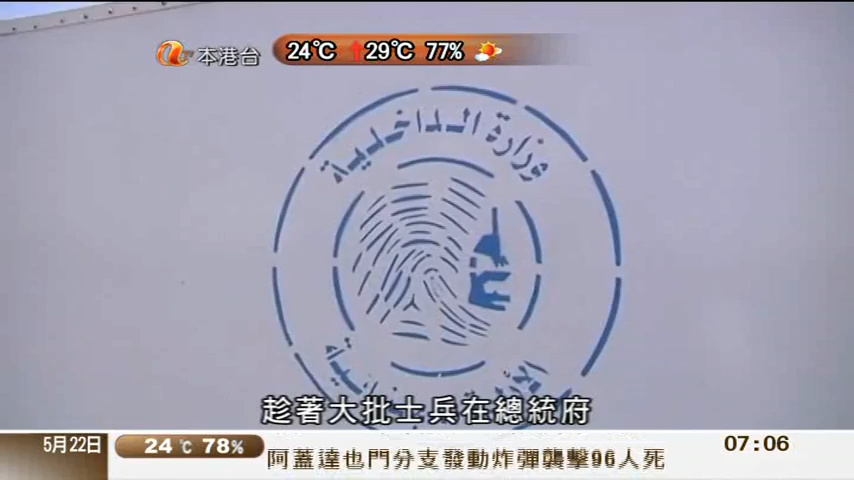 本港台 24℃ 29℃ 77%
وزارة الداخلية
趁著大批士兵在總統府
5月22日 24℃ 78% 07:06
阿蓋達也門分支發動炸彈襲擊96人死